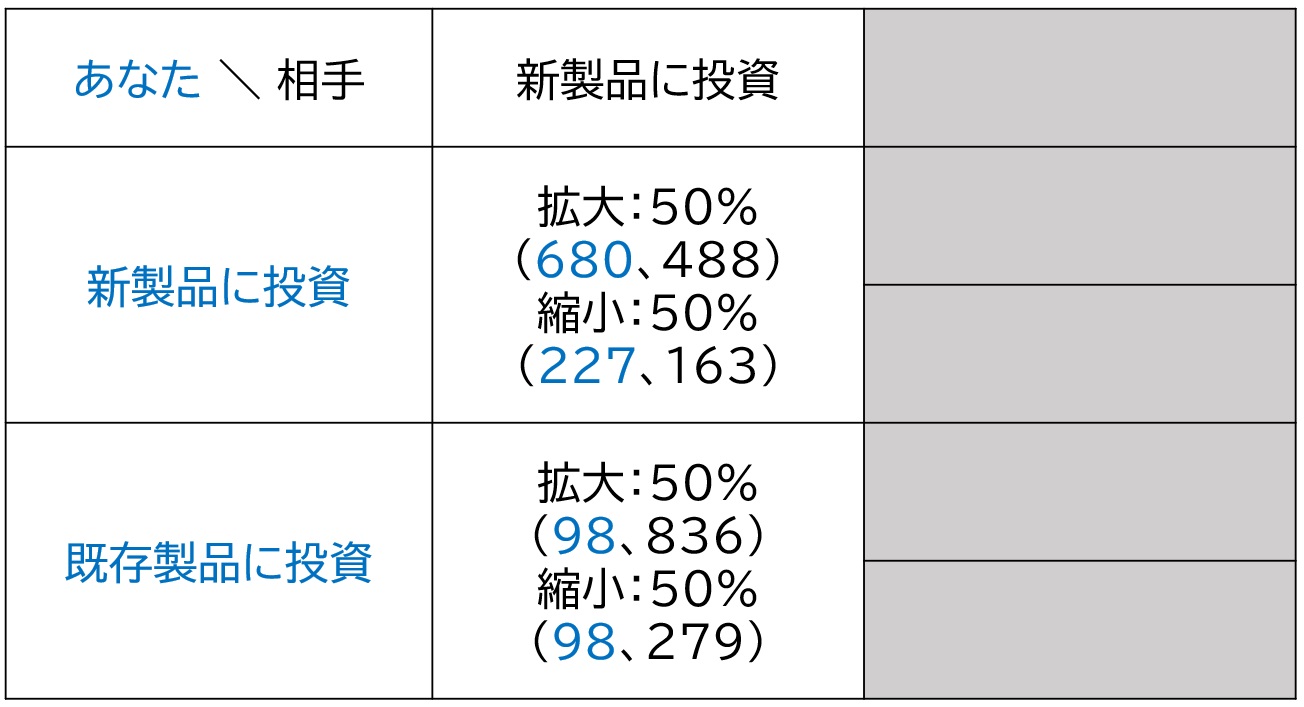 あなた ＼ 相手
新製品に投資
新製品に投資
拡大：50%
（680、488）
縮小：50%
（227、163）
既存製品に投資
拡大：50%
（98、836）
縮小：50%
（98、279）